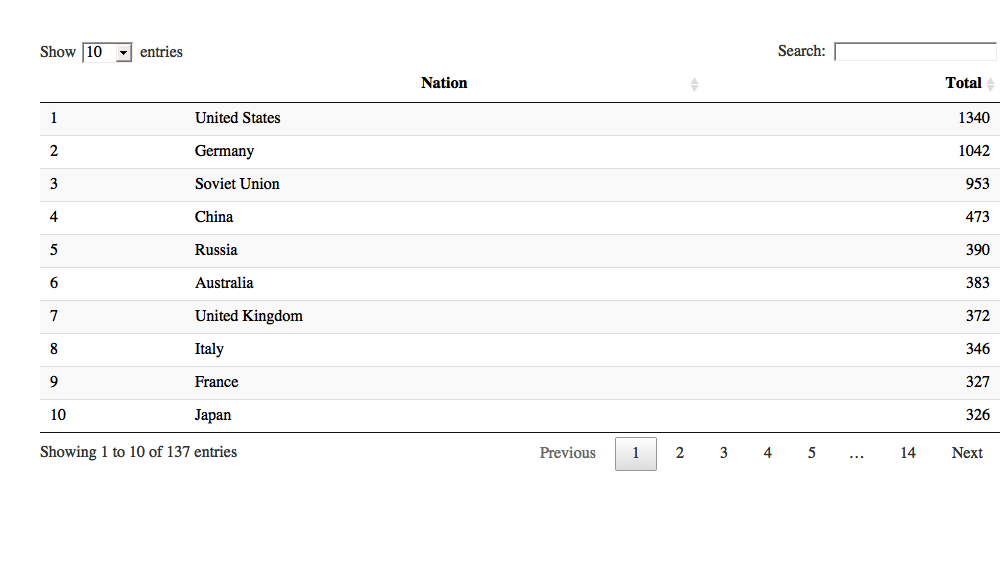 Show 10 entries Search:
Nation Total
1 United States 1340
2 Germany 1042
3 Soviet Union 953
4 China 473
5 Russia 390
6 Australia 383
7 United Kingdom 372
8 Italy 346
9 France 327
10 Japan 326
Showing 1 to 10 of 137 entries Previous 1 2 3 4 5 … 14 Next